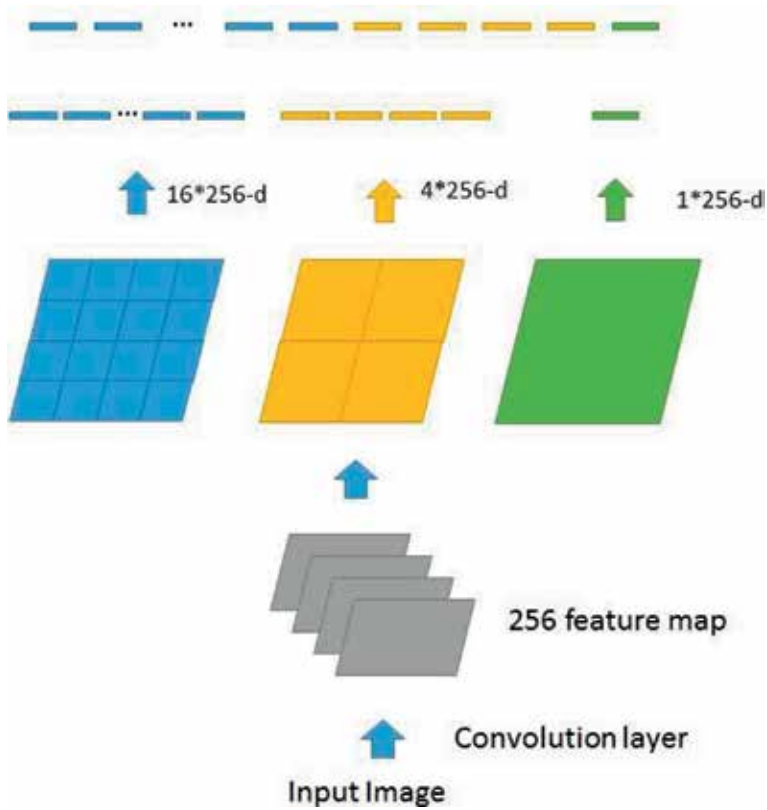 ...
...
16*256-d
4*256-d
1*256-d
256 feature map
Convolution layer
Input Image